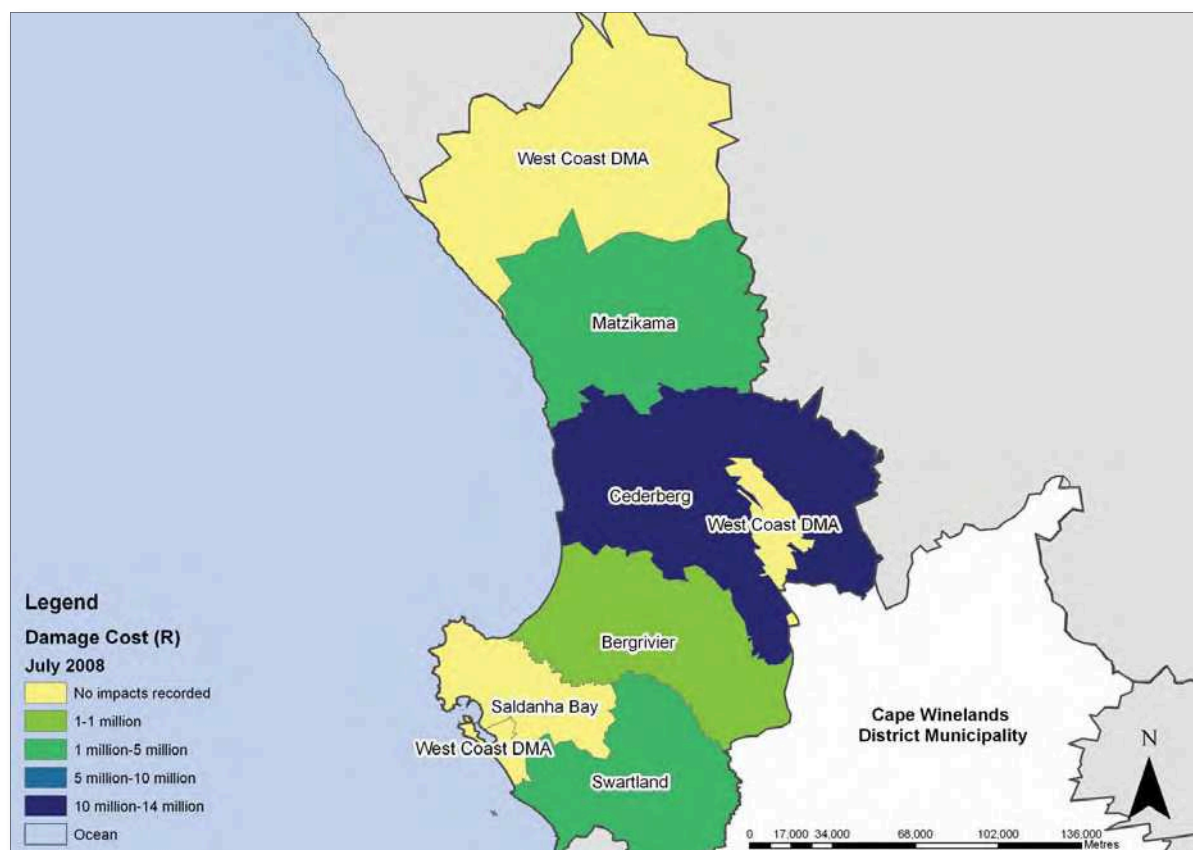 West Coast DMA
Matzikama
Cederberg
West Coast DMA
Bergrivier
Saldanha Bay
West Coast DMA
Swartland
Cape Winelands
District Municipality
Legend
Damage Cost (R)
July 2008
No impacts recorded
1-1 million
1 million-5 million
5 million-10 million
10 million-14 million
Ocean
N
0 17,000 34,000 68,000 102,000 136,000
Metres